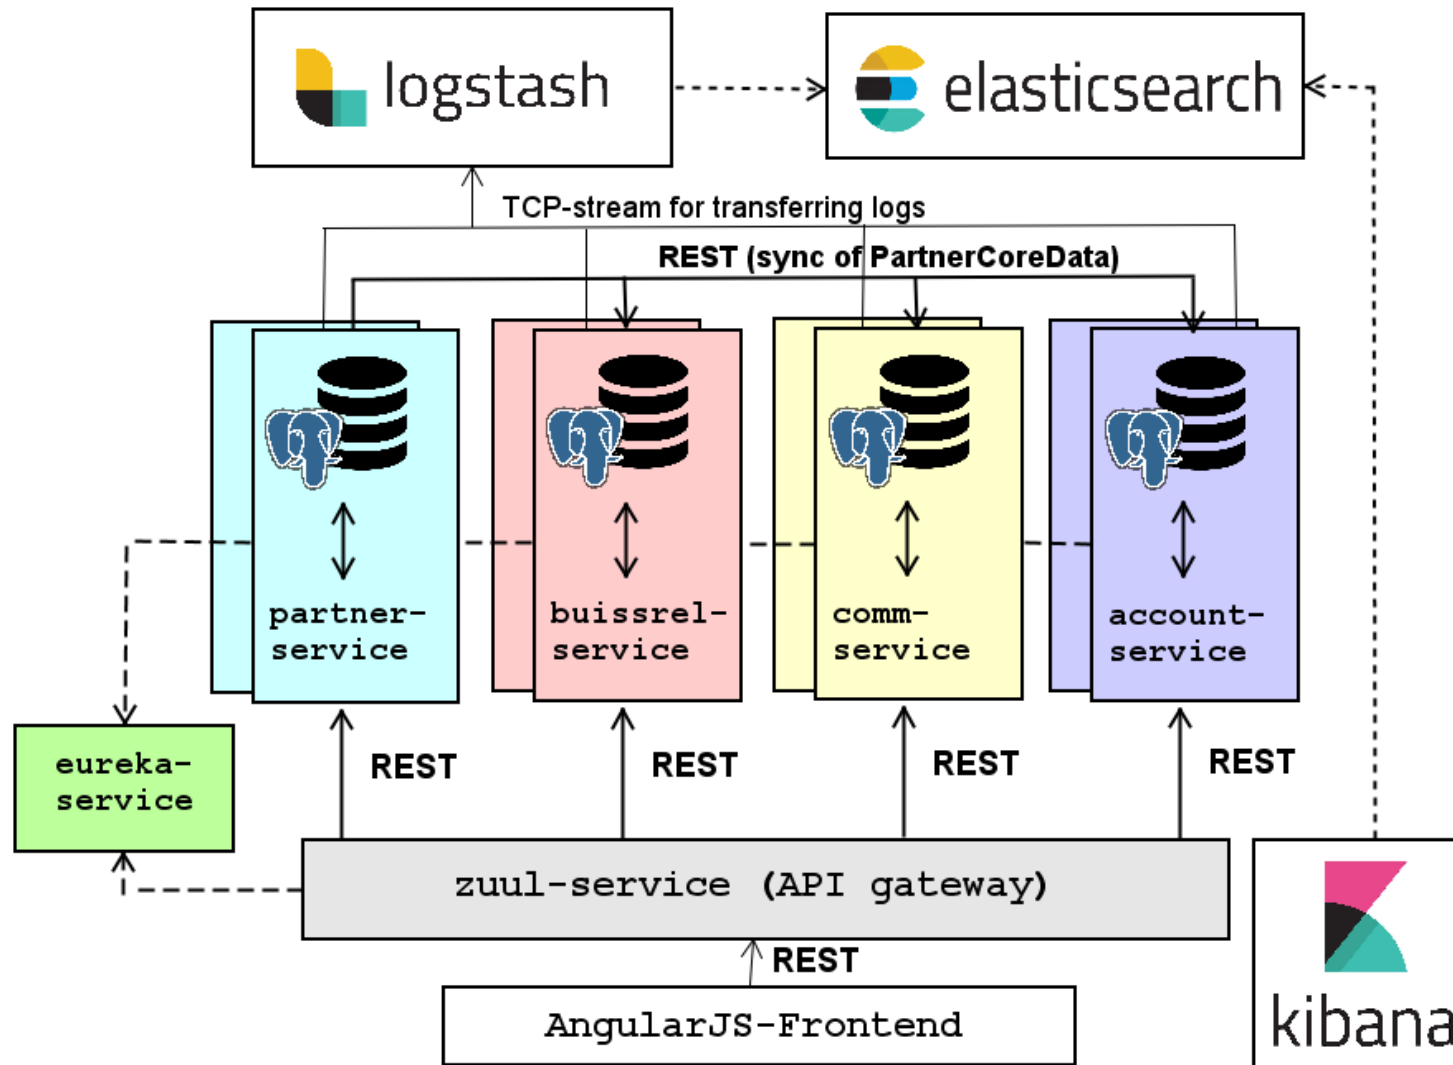 logstash
elasticsearch
TCP-stream for transferring logs
REST (sync of PartnerCoreData)
partner-
service
buissrel-
service
comm-
service
account-
service
eureka-
service
REST
REST
REST
REST
zuul-service (API gateway)
REST
AngularJS-Frontend
kibana